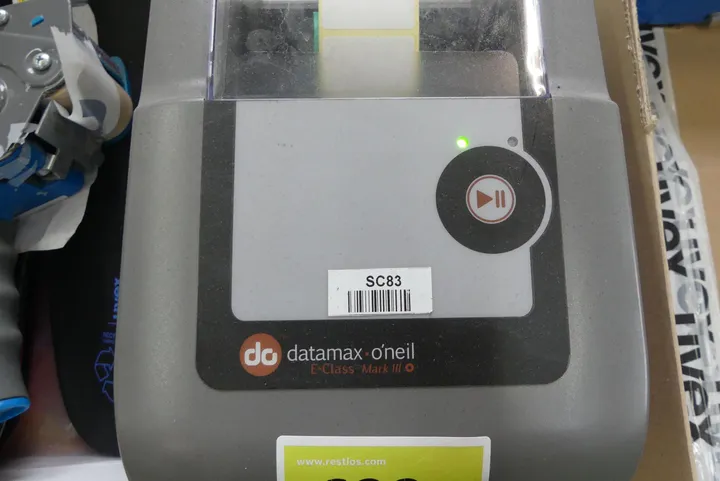 SC83
do datamax o'neil
E-Class Mark III
www.restlos.com